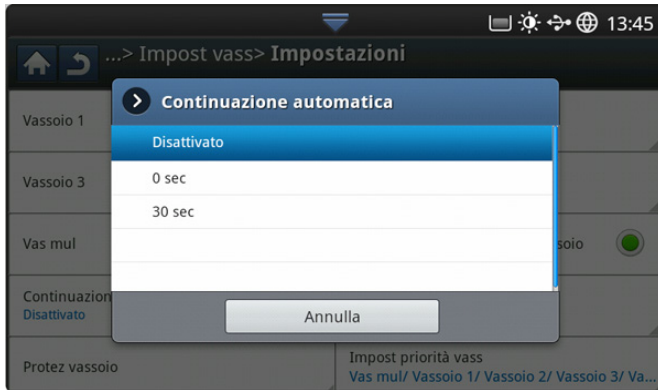 13:45
...> Impost vass> Impostazioni
Continuazione automatica
Vassoio 1
Disattivato
Vassoio 3
0 sec
30 sec
Vas mul
soio
Continuazion
Disattivato
Annulla
Protez vassoio
Impost priorità vass
Vas mul/ Vassoio 1/ Vassoio 2/ Vassoio 3/ Va...